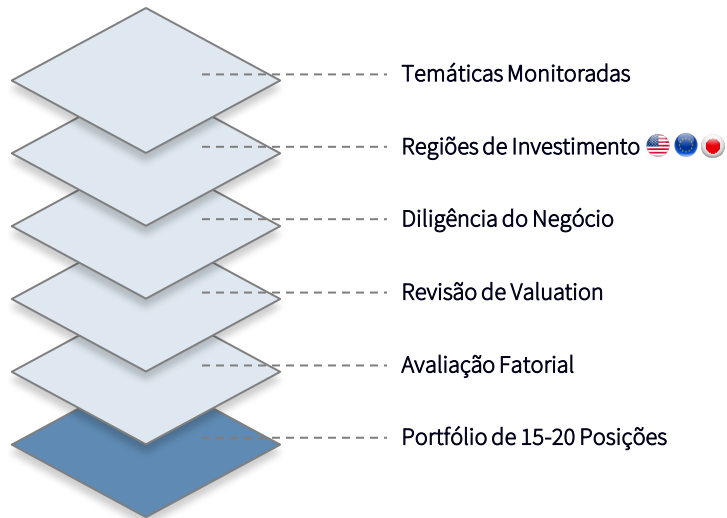 Temáticas Monitoradas
Regiões de Investimento
Diligência do Negócio
Revisão de Valuation
Avaliação Fatorial
Portfólio de 15-20 Posições